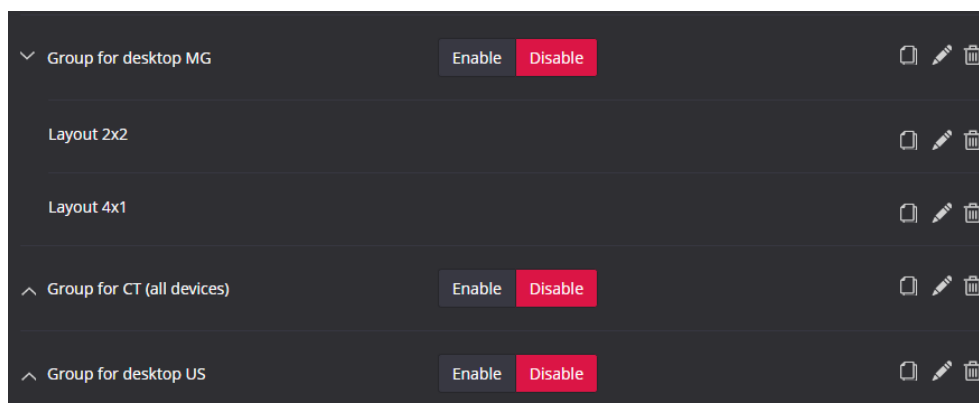 Group for desktop MG Enable Disable
Layout 2x2
Layout 4x1
Group for CT (all devices) Enable Disable
Group for desktop US Enable Disable